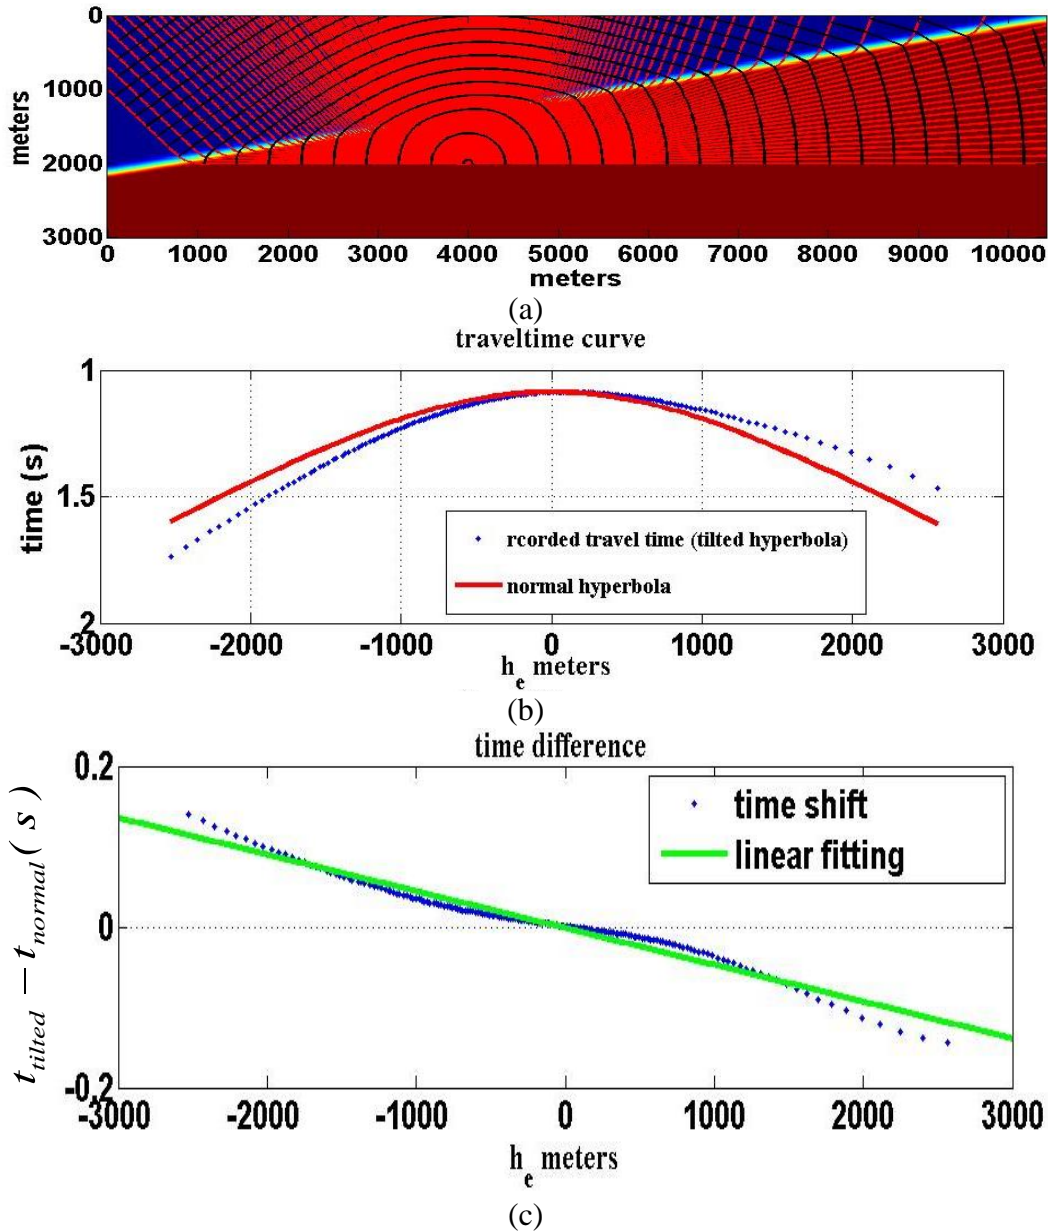 0
1000
2000
3000
meters
0 1000 2000 3000 4000 5000 6000 7000 8000 9000 10000
meters
(a)
traveltime curve
1
1.5
2
time (s)
rcorded travel time (tilted hyperbola)
normal hyperbola
-3000 -2000 -1000 0 1000 2000 3000
h_e meters
(b)
time difference
0.2
0
-0.2
t_tilted − t_normal( s )
time shift
linear fitting
-3000 -2000 -1000 0 1000 2000 3000
h_e meters
(c)